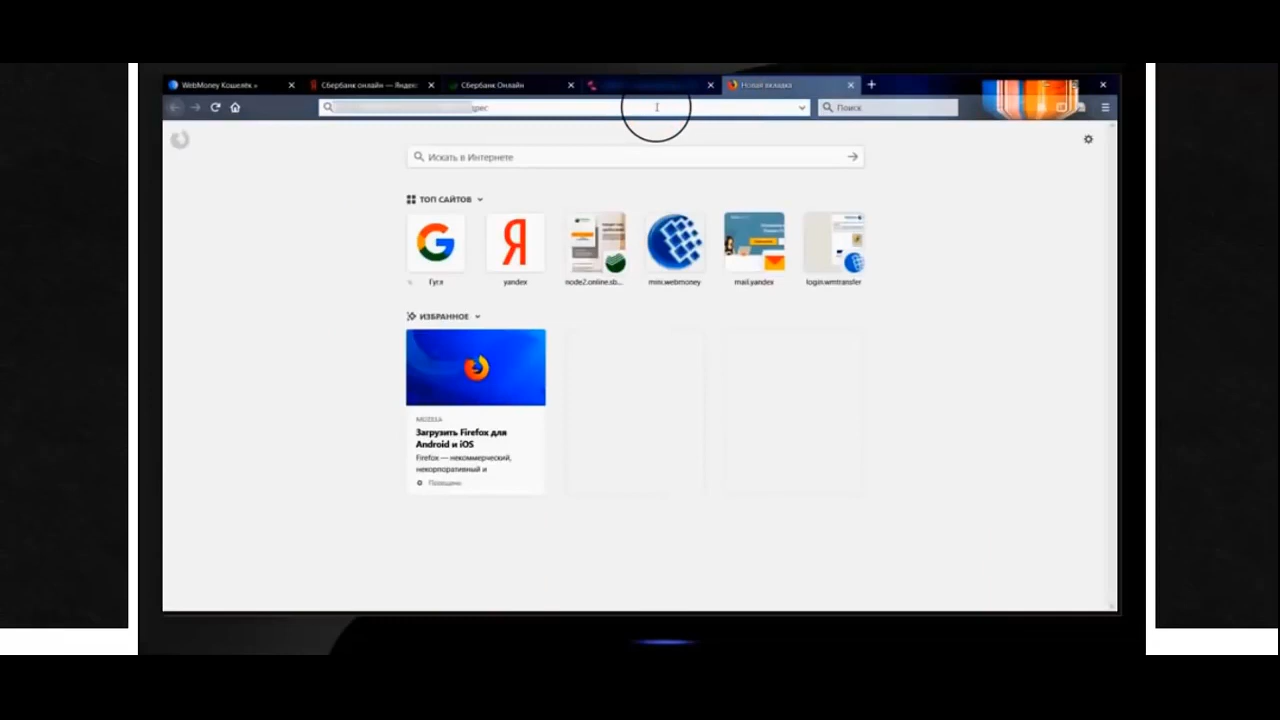 WebMoney Кошелёк »
Сбербанк онлайн — Яндекс
Сбербанк Онлайн
Новая вкладка
Поиск
Искать в Интернете
ТОП САЙТОВ
Гугл
yandex
node2.online.sb...
mini.webmoney
mail.yandex
login.wmtransfer
ИЗБРАННОЕ
MOZILLA
Загрузить Firefox для
Android и iOS
Firefox — некоммерческий,
некорпоративный и